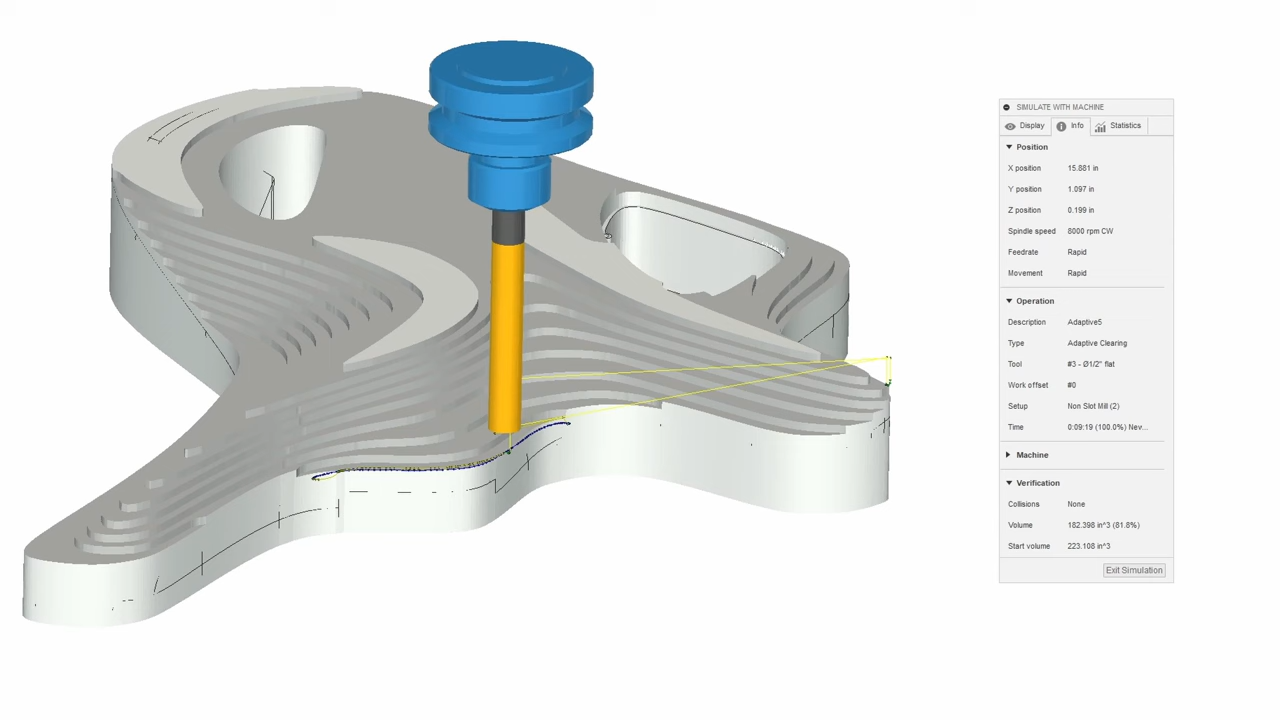 SIMULATE WITH MACHINE
Display Info Statistics
Position
X position 15.881 in
Y position 1.097 in
Z position 0.199 in
Spindle speed 8000 rpm CW
Feedrate Rapid
Movement Rapid
Operation
Description Adaptive5
Type Adaptive Clearing
Tool #3 - Ø1/2" flat
Work offset #0
Setup Non Slot Mill (2)
Time 0:09:19 (100.0%) Nev...
Machine
Verification
Collisions None
Volume 182.398 in^3 (81.8%)
Start volume 223.108 in^3
Exit Simulation